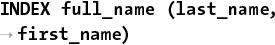 INDEX full_name (last_name,
→ first_name)